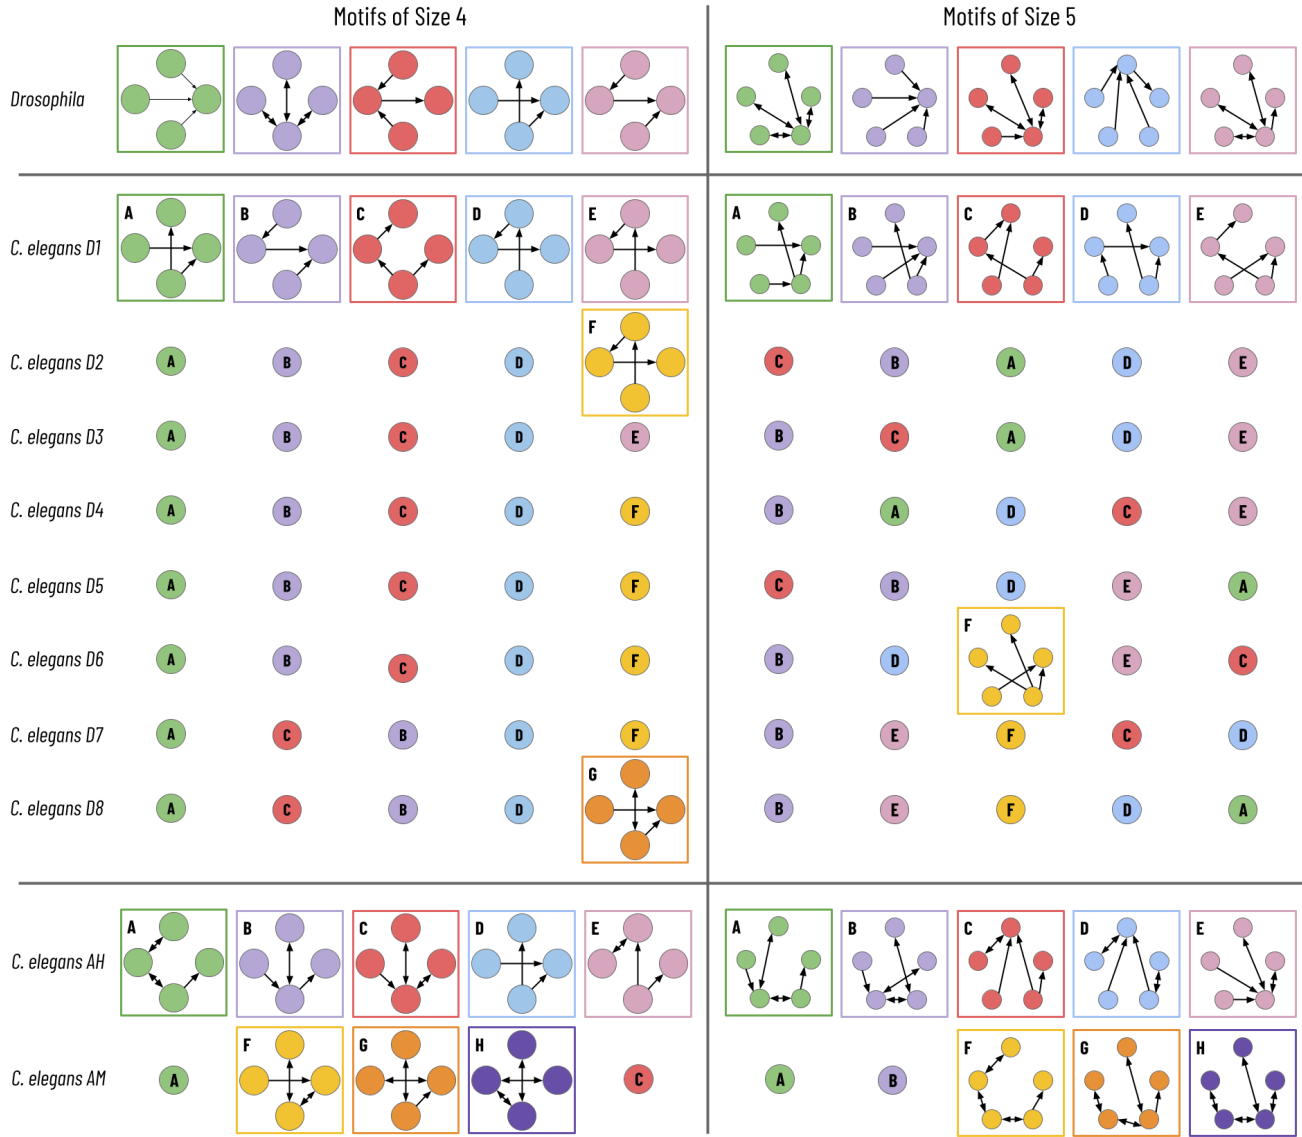 Motifs of Size 4 Motifs of Size 5
Drosophila
C. elegans D1 A B C D E A B C D E
F
C. elegans D2 A B C D C B A D E
C. elegans D3 A B C D E B C A D E
C. elegans D4 A B C D F B A D C E
C. elegans D5 A B C D F C B D E A
F
C. elegans D6 A B C D F B D E C
C. elegans D7 A C B D F B E F C D
G
C. elegans D8 A C B D B E F D A
A B C D E A B C D E
C. elegans AH
F G H F G H
C. elegans AM A C A B